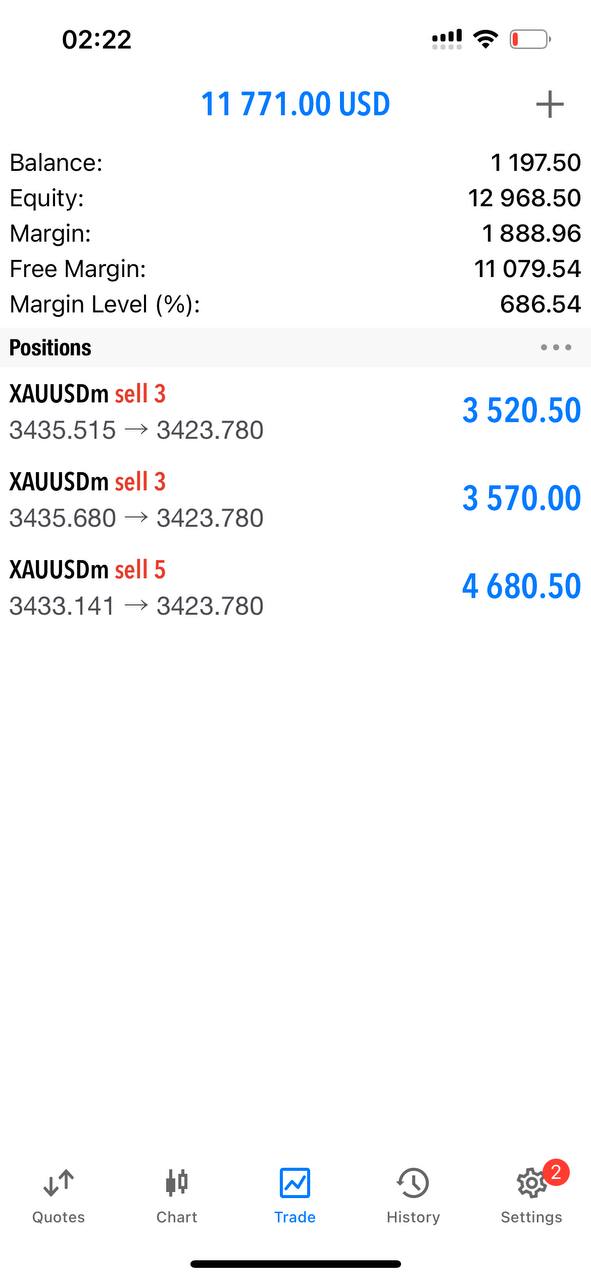 02:22
11 771.00 USD
Balance: 1 197.50
Equity: 12 968.50
Margin: 1 888.96
Free Margin: 11 079.54
Margin Level (%): 686.54
Positions
XAUUSDm sell 3
3435.515 → 3423.780 3 520.50
XAUUSDm sell 3
3435.680 → 3423.780 3 570.00
XAUUSDm sell 5
3433.141 → 3423.780 4 680.50
2
Quotes Chart Trade History Settings